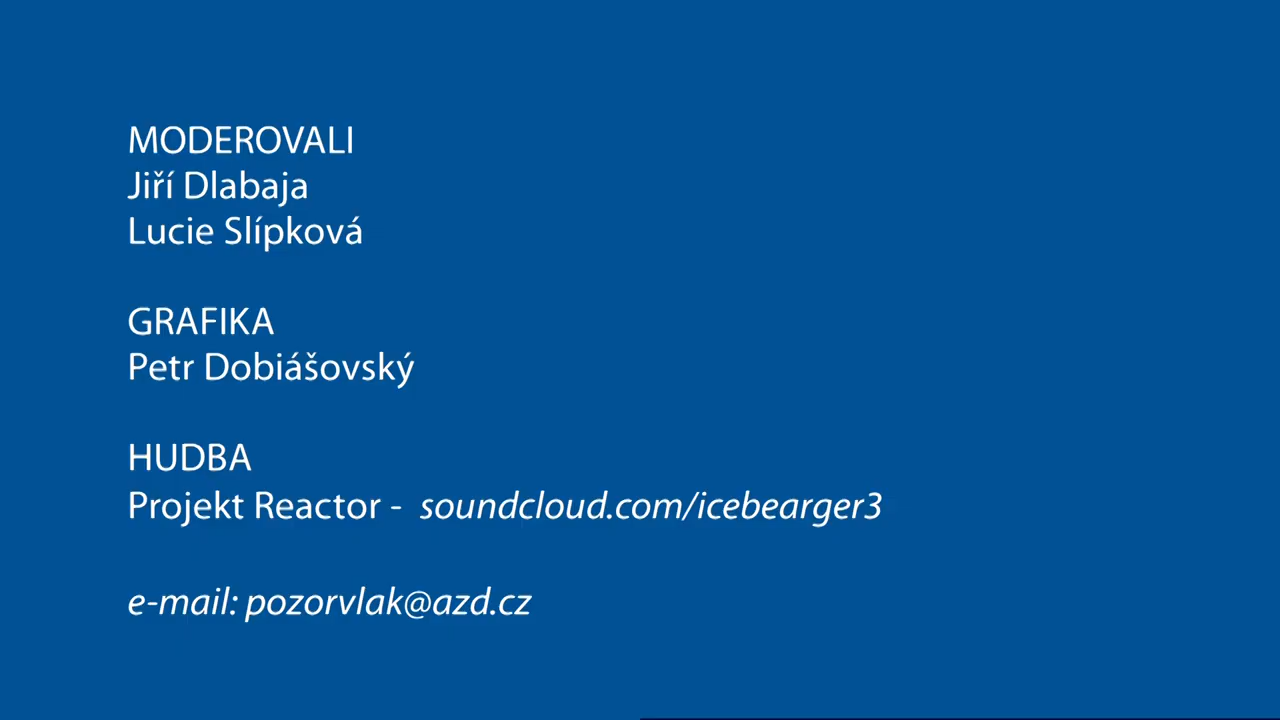 MODEROVALI
Jiří Dlabaja
Lucie Slípková
GRAFIKA
Petr Dobiášovský
HUDBA
Projekt Reactor - soundcloud.com/icebearger3
e-mail: pozorvlak@azd.cz